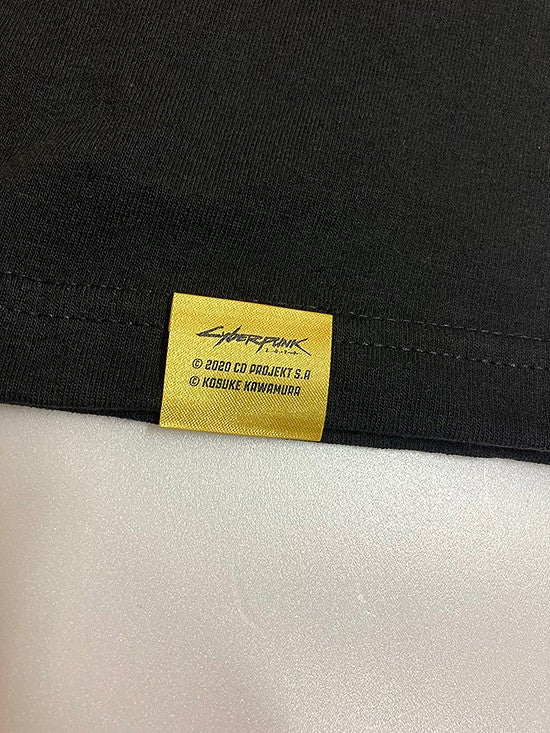 Cyberpunk
© 2020 CD PROJEKT S.A
© KOSUKE KAWAMURA